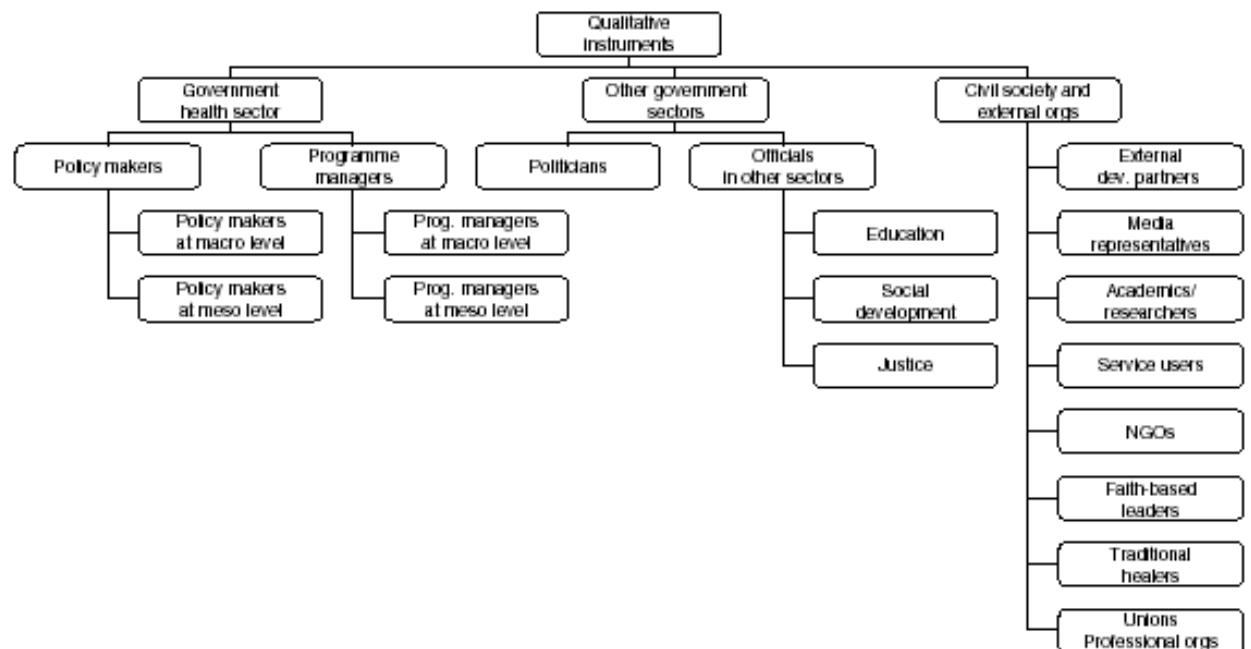 Qualitative
instruments
Government
health sector
Other government
sectors
Civil society and
external orgs
Policy makers
Programme
managers
Politicians
Officials
in other sectors
External
dev. partners
Policy makers
at macro level
Prog. managers
at macro level
Education
Media
representatives
Policy makers
at meso level
Prog. managers
at meso level
Social
development
Academics/
researchers
Justice
Service users
NGOs
Faith-based
leaders
Traditional
healers
Unions
Professional orgs